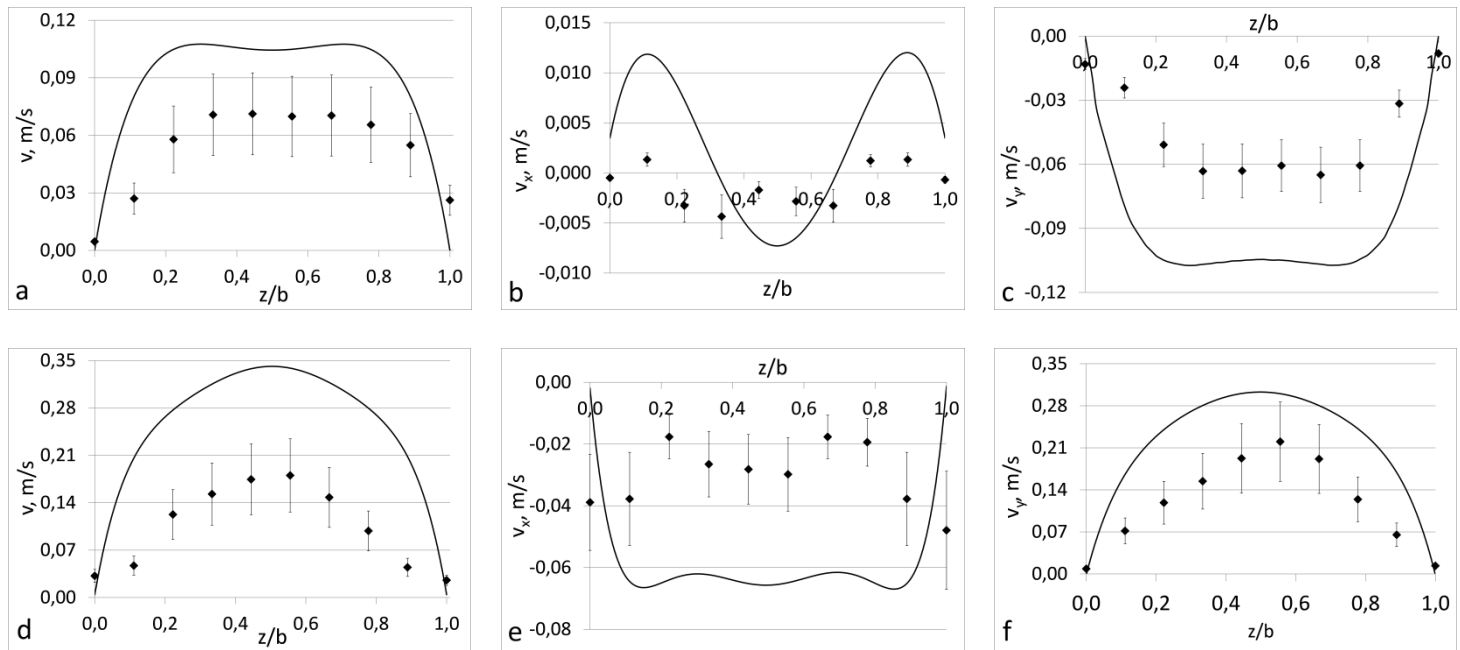 0,12
0,09
0,06
0,03
0,00
v, m/s
0,0 0,2 0,4 0,6 0,8 1,0
z/b
a
0,015
0,010
0,005
0,000
-0,005
-0,010
vₓ, m/s
0,0 0,2 0,4 0,6 0,8 1,0
z/b
b
z/b
0,00
-0,03
-0,06
-0,09
-0,12
v_y, m/s
0,0 0,2 0,4 0,6 0,8 1,0
c
0,35
0,28
0,21
0,14
0,07
0,00
v, m/s
0,0 0,2 0,4 0,6 0,8 1,0
z/b
d
z/b
0,00
-0,02
-0,04
-0,06
-0,08
vₓ, m/s
0,0 0,2 0,4 0,6 0,8 1,0
e
0,35
0,28
0,21
0,14
0,07
0,00
v_y, m/s
0,0 0,2 0,4 0,6 0,8 1,0
z/b
f